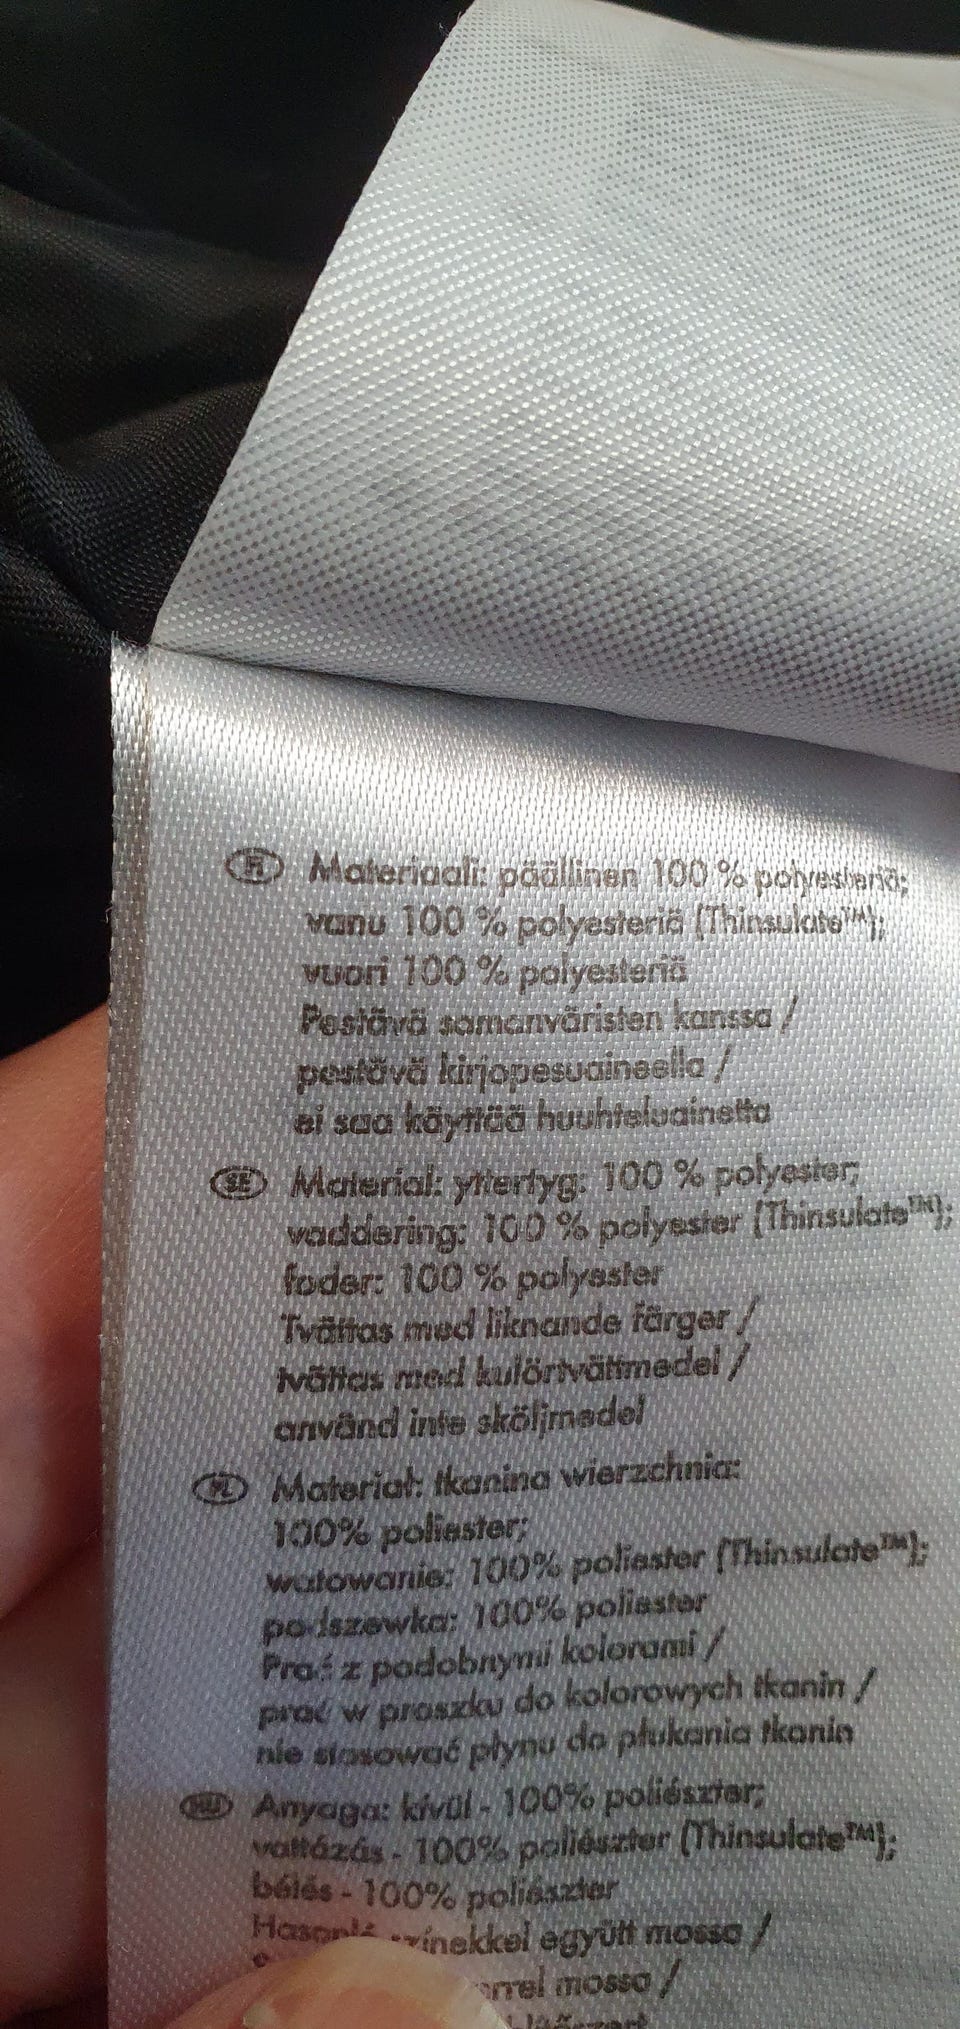 FI Materiaali: päällinen 100 % polyesteriä;
vanu 100 % polyesteriä (Thinsulate™);
vuori 100 % polyesteriä
Pestävä samanväristen kanssa /
pestävä kirjopesuaineella /
ei saa käyttää huuhteluainetta
SE Material: yttertyg: 100 % polyester;
vaddering: 100 % polyester (Thinsulate™);
foder: 100 % polyester
Tvättas med liknande färger /
tvättas med kulörtvättmedel /
använd inte sköljmedel
PL Materiał: tkanina wierzchnia:
100% poliester;
watowanie: 100% poliester (Thinsulate™);
podszewka: 100% poliester
Prać z podobnymi kolorami /
prać w proszku do kolorowych tkanin /
nie stosować płynu do płukania tkanin
HU Anyaga: kívül - 100% poliészter;
vattázás - 100% poliészter (Thinsulate™);
bélés - 100% poliészter
Hasonló színekkel együtt mossa /
mossa /